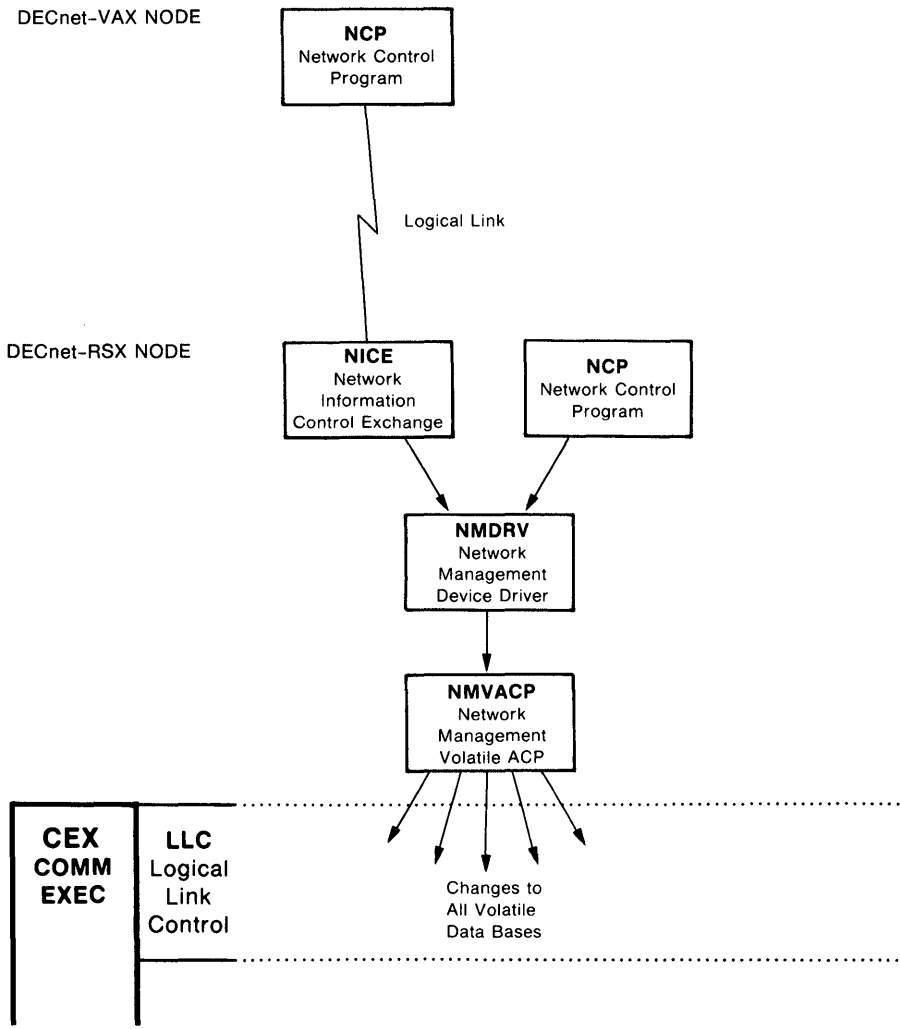 DECnet-VAX NODE
NCP
Network Control
Program
Logical Link
DECnet-RSX NODE
NICE
Network
Information
Control Exchange
NCP
Network Control
Program
NMDRV
Network
Management
Device Driver
NMVACP
Network
Management
Volatile ACP
CEX
COMM
EXEC
LLC
Logical
Link
Control
Changes to
All Volatile
Data Bases